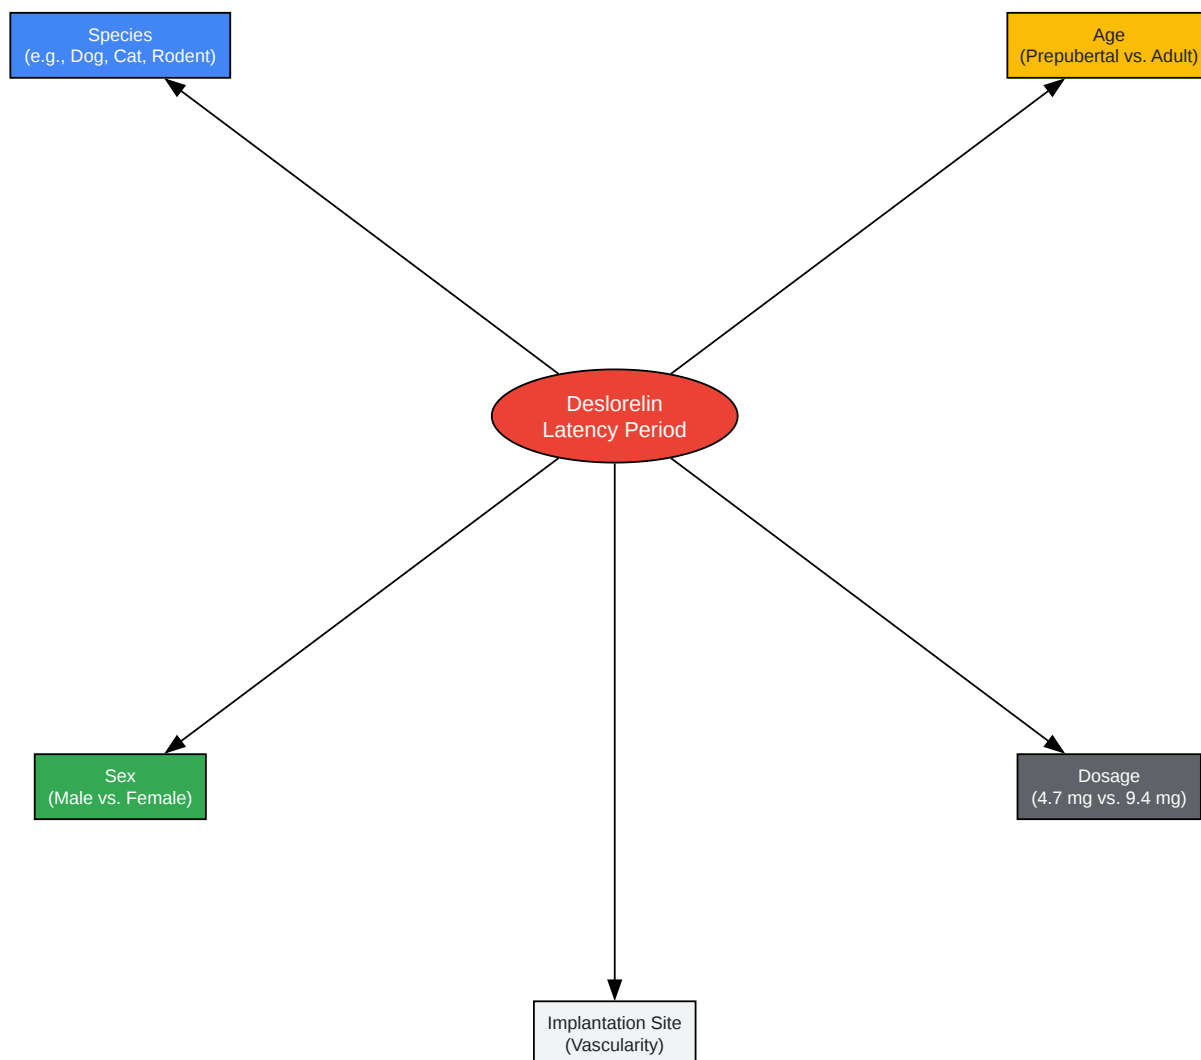 Species
(e.g., Dog, Cat, Rodent)
Age
(Prepubertal vs. Adult)
Deslorelin
Latency Period
Sex
(Male vs. Female)
Dosage
(4.7 mg vs. 9.4 mg)
Implantation Site
(Vascularity)